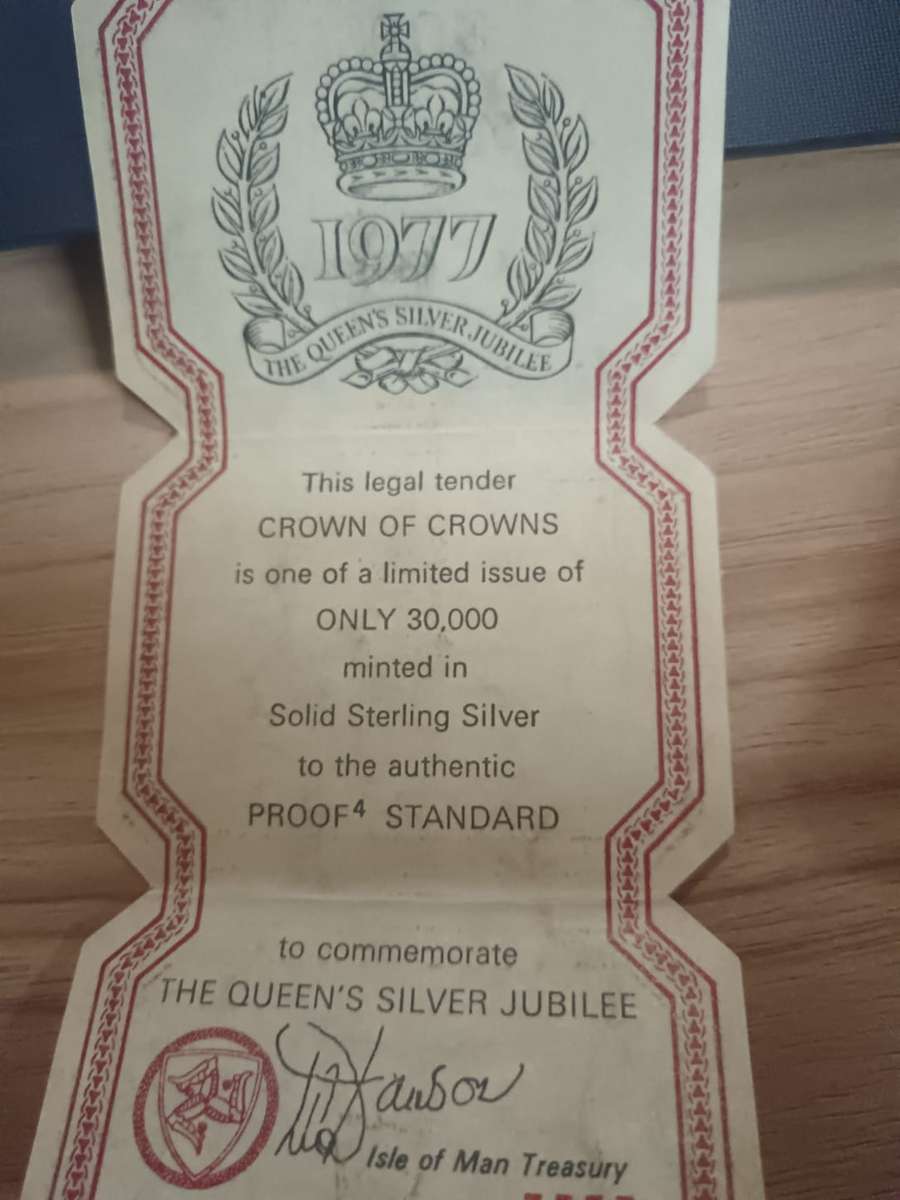 1977
THE QUEEN'S SILVER JUBILEE
This legal tender
CROWN OF CROWNS
is one of a limited issue of
ONLY 30,000
minted in
Solid Sterling Silver
to the authentic
PROOF⁴ STANDARD
to commemorate
THE QUEEN'S SILVER JUBILEE
Isle of Man Treasury